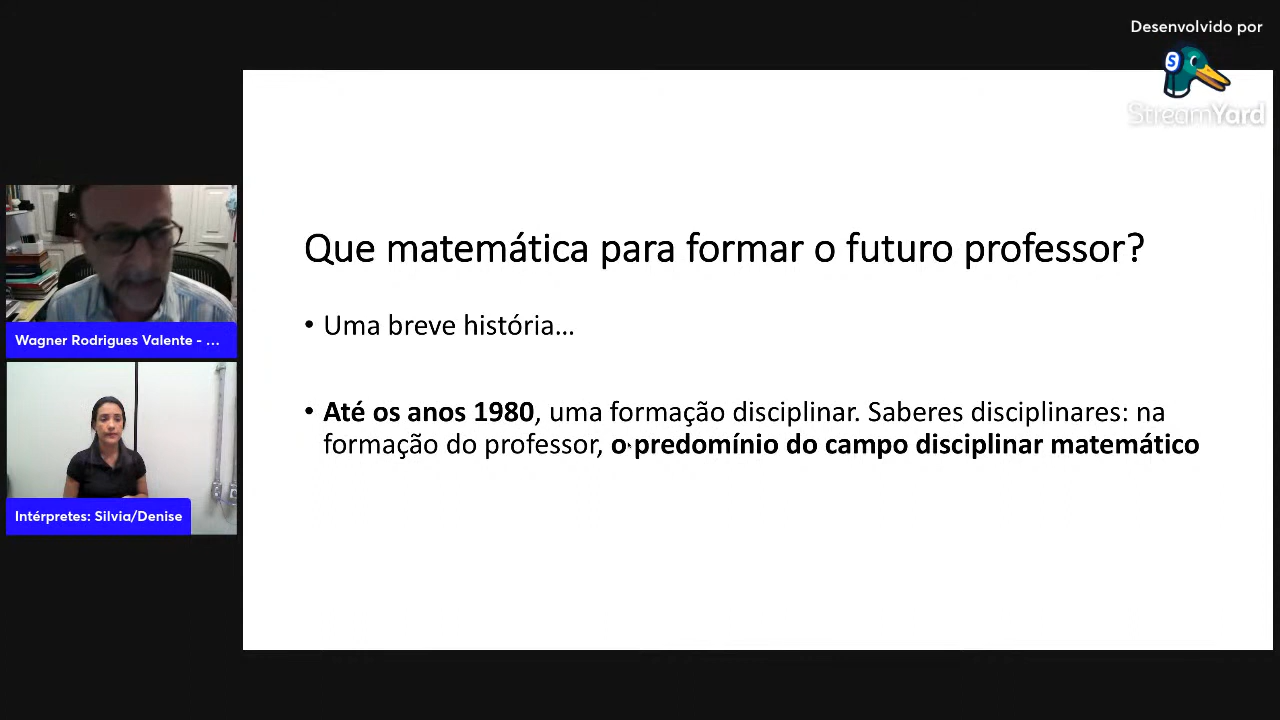 Desenvolvido por
StreamYard
Que matemática para formar o futuro professor?
• Uma breve história...
• Até os anos 1980, uma formação disciplinar. Saberes disciplinares: na
formação do professor, o predomínio do campo disciplinar matemático
Wagner Rodrigues Valente - ...
Intérpretes: Silvia/Denise